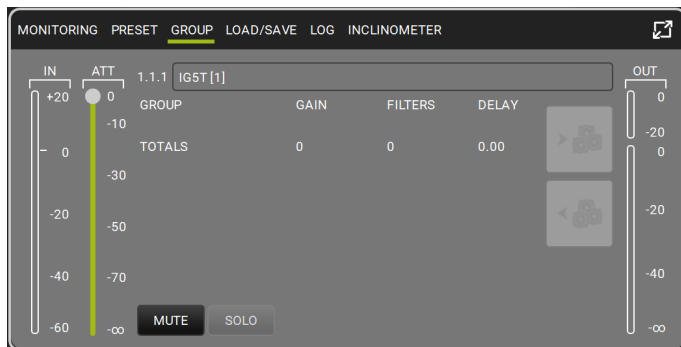 MONITORING PRESET GROUP LOAD/SAVE LOG INCLINOMETER
IN ATT OUT
1.1.1 IG5T [1]
+20 0 0
GROUP GAIN FILTERS DELAY
-10
-20
TOTALS 0 0 0.00
0 0
-30
-20 -20
-50
-40 -70 -40
MUTE SOLO
-60 -∞ -∞